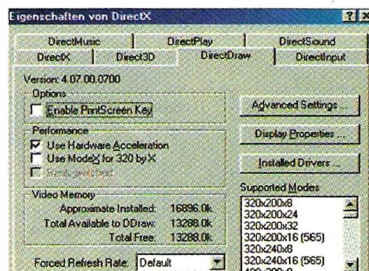 Eigenschaften von DirectX
DirectMusic DirectPlay DirectSound
DirectX Direct3D DirectDraw DirectInput
Version: 4.07.00.0700
Options
Enable PrintScreen Key
Advanced Settings ...
Performance
Use Hardware Acceleration
Use ModeX for 320 by X
Bank switched
Display Properties ...
Installed Drivers ...
Video Memory
Approximate Installed: 16896.0k
Total Available to DDraw: 13288.0k
Total Free: 13288.0k
Supported Modes
320x200x8
320x200x24
320x200x32
320x200x16 (565)
320x240x8
320x240x16 (565)
Forced Refresh Rate: Default